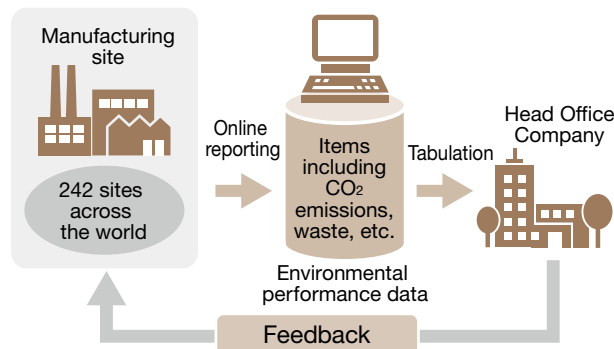 Manufacturing
site
242 sites
across
the world
Online
reporting
Items
including
CO₂
emissions,
waste, etc.
Environmental
performance data
Tabulation
Head Office
Company
Feedback